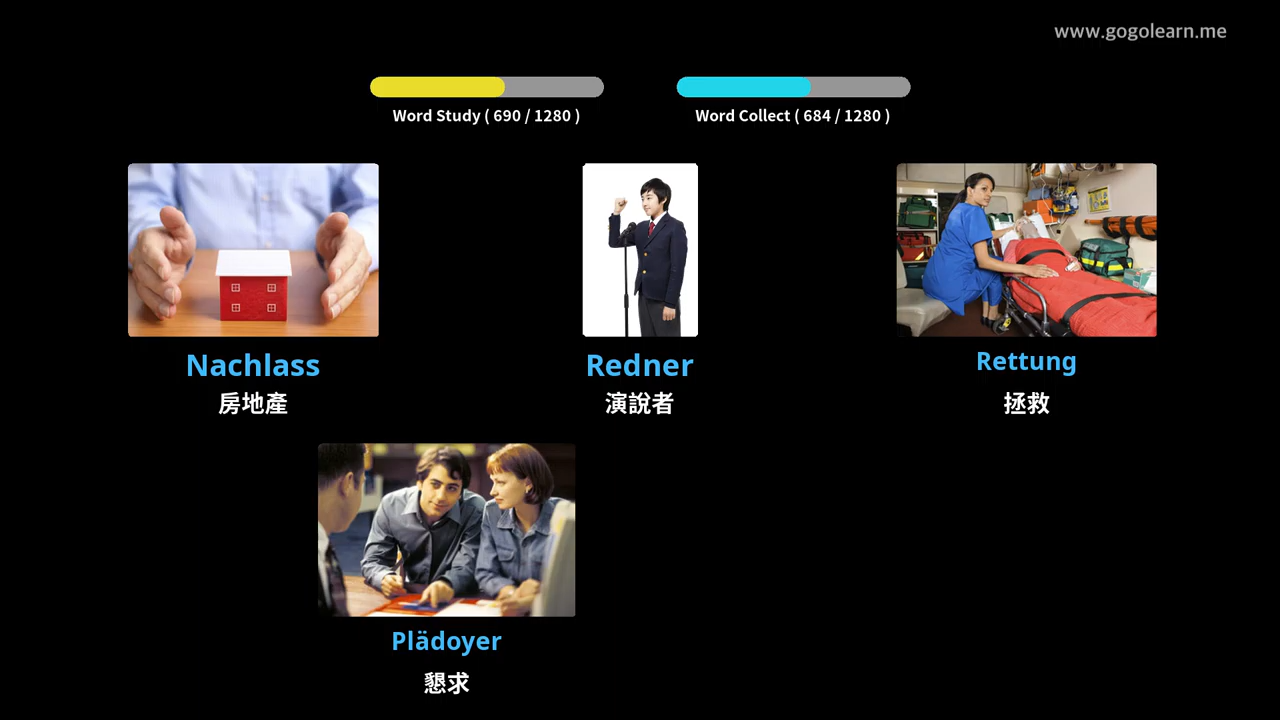 www.gogolearn.me
Word Study ( 690 / 1280 )
Word Collect ( 684 / 1280 )
Nachlass
房地產
Redner
演說者
Rettung
拯救
Plädoyer
懇求